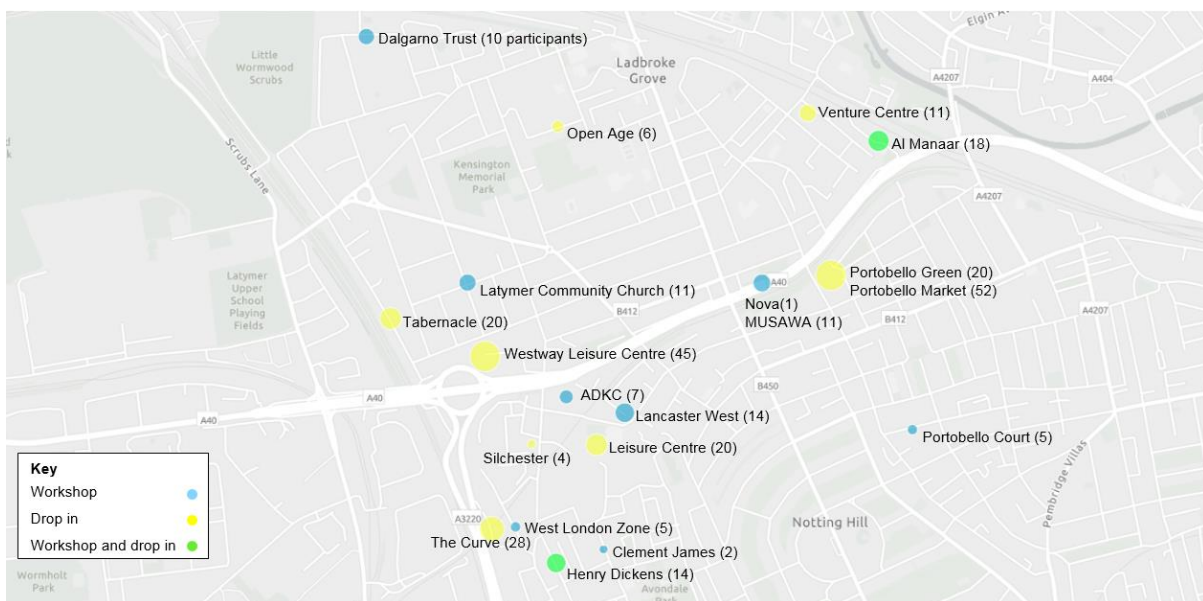 Dalgarno Trust (10 participants)
Little
Wormwood
Scrubs
Ladbroke
Grove
A4207
A404
Venture Centre (11)
Open Age (6)
Al Manaar (18)
Scrubs Lane
Kensington
Memorial
Park
A4207
Latymer
Upper
School
Playing
Fields
Latymer Community Church (11)
A40
Portobello Green (20)
Portobello Market (52)
Nova(1)
MUSAWA (11)
B412
B412
A4207
Tabernacle (20)
Westway Leisure Centre (45)
A40
A40
ADKC (7)
B450
Lancaster West (14)
Portobello Court (5)
Silchester (4)
Leisure Centre (20)
Pembridge Villas
Key
Workshop
Drop in
Workshop and drop in
A3220
West London Zone (5)
The Curve (28)
Notting Hill
Clement James (2)
Henry Dickens (14)
Wormholt
Park
Avondale